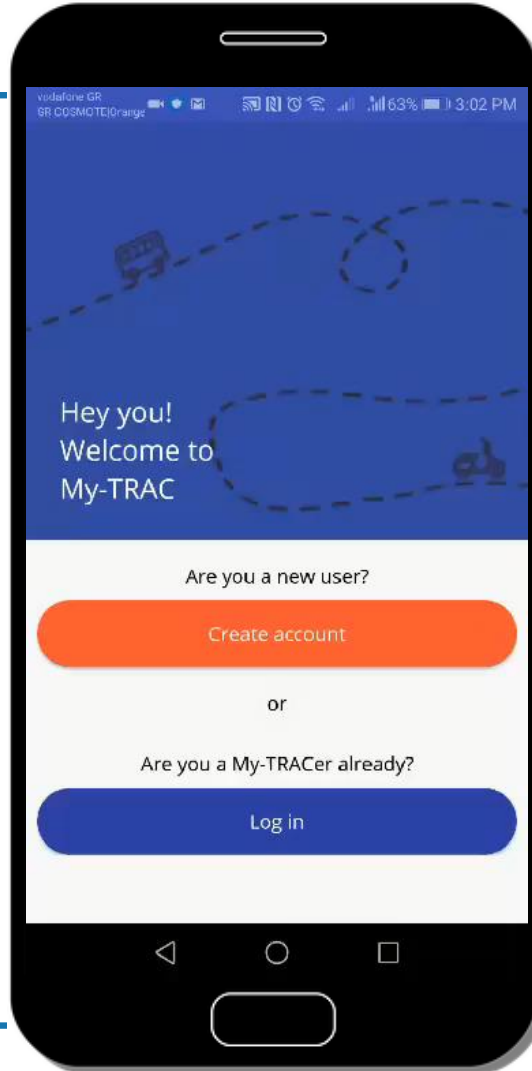 vodafone GR
GR COSMOTE|Orange
63% 3:02 PM
Hey you!
Welcome to
My-TRAC
Are you a new user?
Create account
or
Are you a My-TRACer already?
Log in